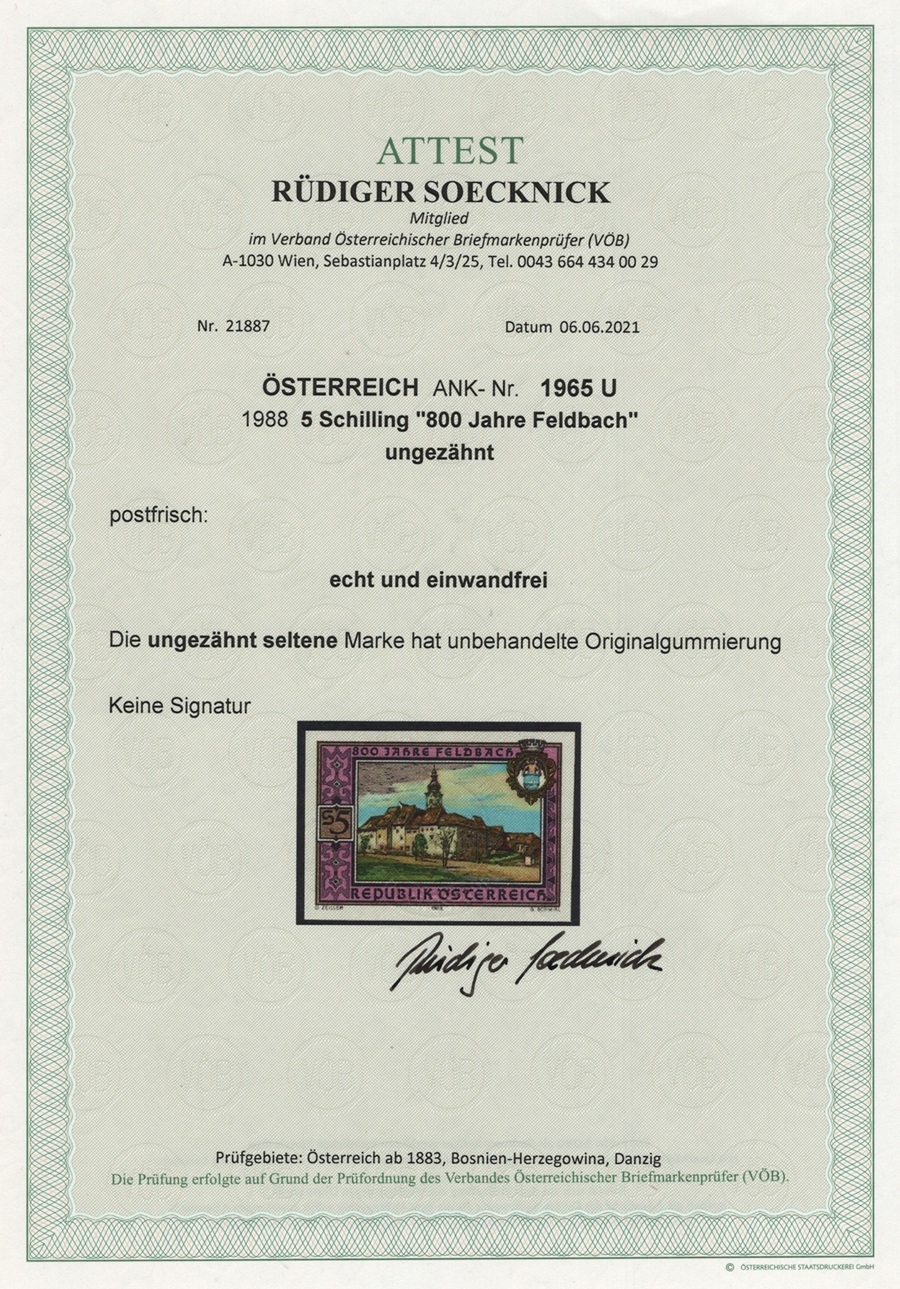 ATTEST
RÜDIGER SOECKNICK
Mitglied
im Verband Österreichischer Briefmarkenprüfer (VÖB)
A-1030 Wien, Sebastianplatz 4/3/25, Tel. 0043 664 434 00 29
Nr. 21887 Datum 06.06.2021
ÖSTERREICH ANK- Nr. 1965 U
1988 5 Schilling "800 Jahre Feldbach"
ungezähnt
postfrisch:
echt und einwandfrei
Die ungezähnt seltene Marke hat unbehandelte Originalgummierung
Keine Signatur
800 JAHRE FELDBACH
S5
REPUBLIK ÖSTERREICH
O. ZEILLER 1988
Rüdiger Soecknick
Prüfgebiete: Österreich ab 1883, Bosnien-Herzegowina, Danzig
Die Prüfung erfolgte auf Grund der Prüfordnung des Verbandes Österreichischer Briefmarkenprüfer (VÖB).
© ÖSTERREICHISCHE STAATSDRUCKEREI GmbH